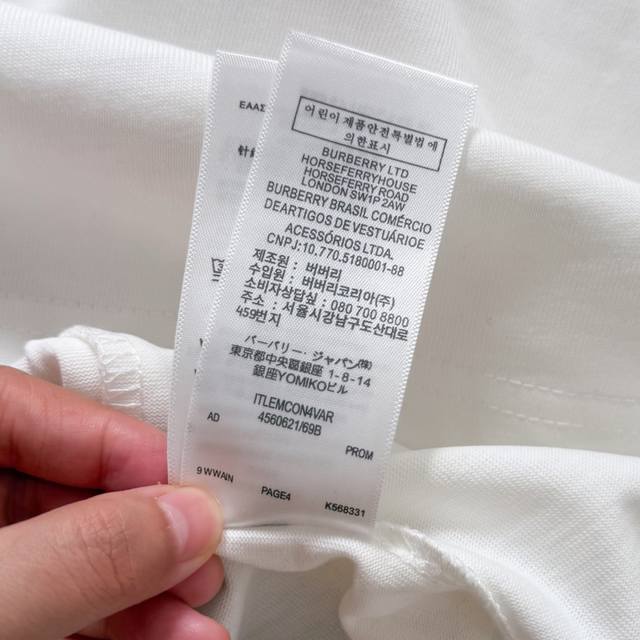 어린이제품안전특별법에
의한표시
BURBERRY LTD
HORSEFERRYHOUSE
HORSEFERRY ROAD
LONDON SW1P 2AW
BURBERRY BRASIL COMÉRCIO
DEARTIGOS DE VESTUÁRIOE
ACESSÓRIOS LTDA.
CNPJ:10.770.5180001-88
제조원 : 버버리
수입원 : 버버리코리아(주)
소비자상담실 : 080 700 8800
주소 : 서울시강남구도산대로
459번지
バーバリー・ジャパン(株)
東京都中央區銀座 1-8-14
銀座YOMIKOビル
ITLEMCON4VAR
AD 4560621/69B
PROM
9 WWAIN PAGE4 K568331
ΕΛΛΣ